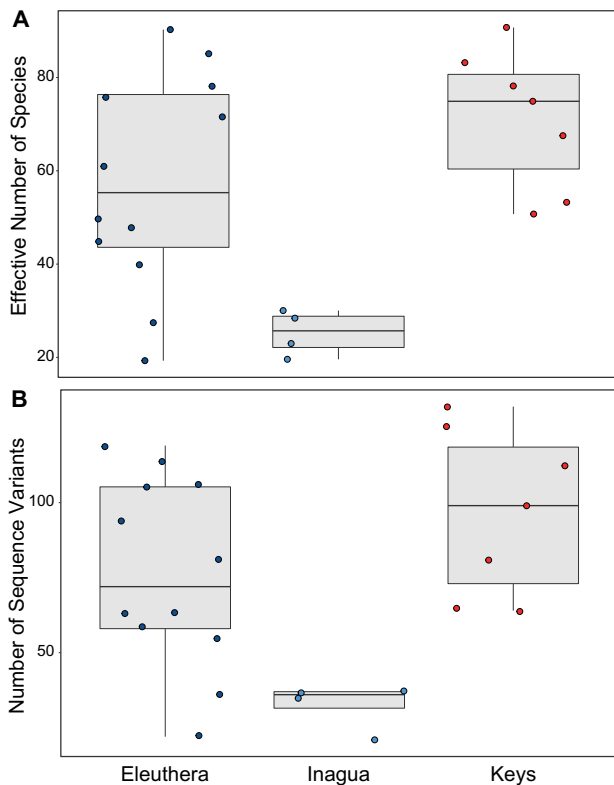 A
Effective Number of Species
80
60
40
20
B
Number of Sequence Variants
100
50
Eleuthera Inagua Keys